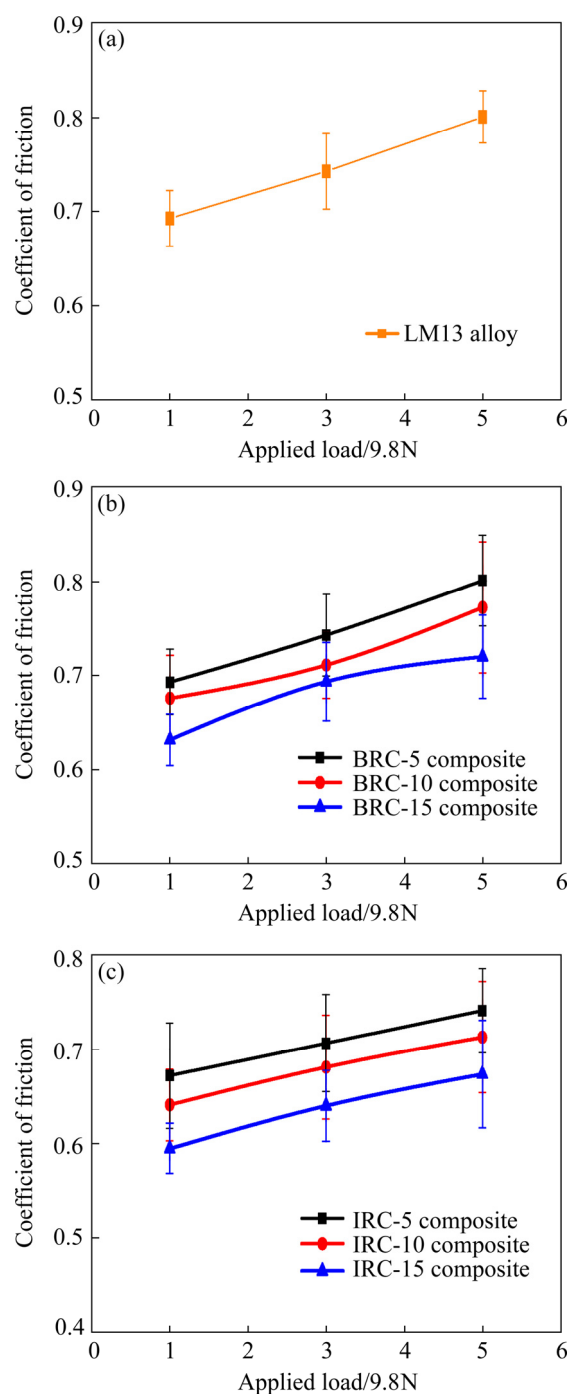 (a)
0.9
0.8
0.7
0.6
0.5
Coefficient of friction
LM13 alloy
0 1 2 3 4 5 6
Applied load/9.8N
(b)
0.9
0.8
0.7
0.6
0.5
Coefficient of friction
BRC-5 composite
BRC-10 composite
BRC-15 composite
0 1 2 3 4 5 6
Applied load/9.8N
(c)
0.8
0.7
0.6
0.5
0.4
Coefficient of friction
IRC-5 composite
IRC-10 composite
IRC-15 composite
0 1 2 3 4 5 6
Applied load/9.8N